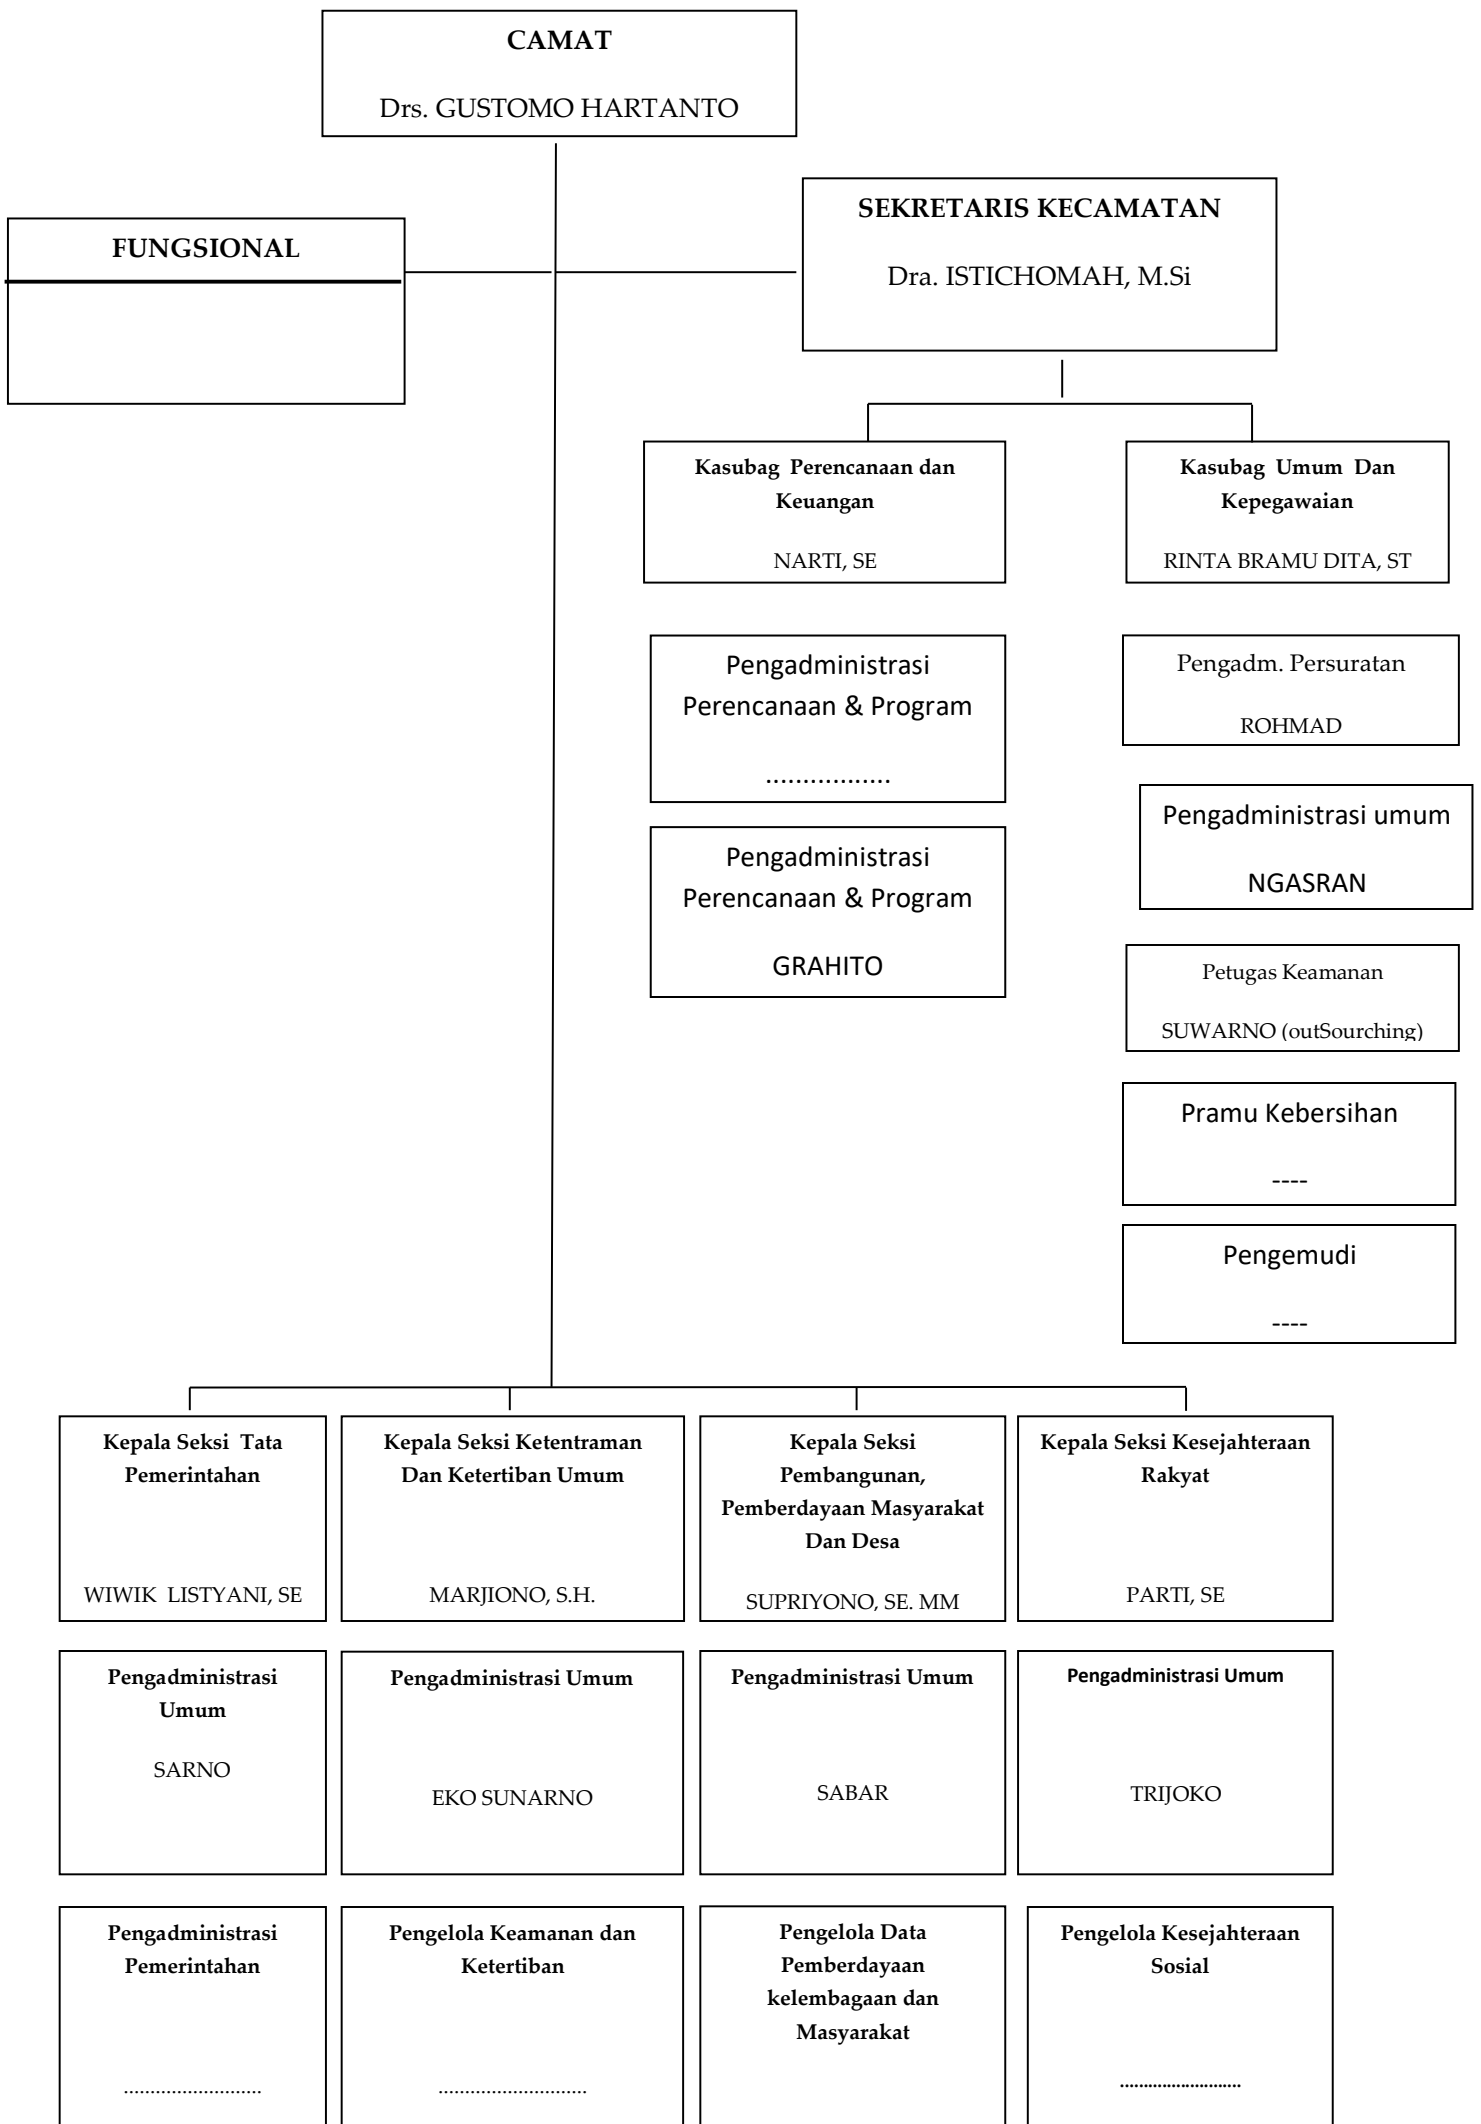 CAMAT
Drs. GUSTOMO HARTANTO
SEKRETARIS KECAMATAN
Dra. ISTICHOMAH, M.Si
FUNGSIONAL
Kasubag Perencanaan dan
Keuangan
NARTI, SE
Kasubag Umum Dan
Kepegawaian
RINTA BRAMU DITA, ST
Pengadministrasi
Perencanaan & Program
.................
Pengadministrasi
Perencanaan & Program
GRAHITO
Pengadm. Persuratan
ROHMAD
Pengadministrasi umum
NGASRAN
Petugas Keamanan
SUWARNO (outSourching)
Pramu Kebersihan
----
Pengemudi
----
Kepala Seksi Tata
Pemerintahan
WIWIK LISTYANI, SE
Kepala Seksi Ketentraman
Dan Ketertiban Umum
MARJIONO, S.H.
Kepala Seksi
Pembangunan,
Pemberdayaan Masyarakat
Dan Desa
SUPRIYONO, SE. MM
Kepala Seksi Kesejahteraan
Rakyat
PARTI, SE
Pengadministrasi
Umum
SARNO
Pengadministrasi Umum
EKO SUNARNO
Pengadministrasi Umum
SABAR
Pengadministrasi Umum
TRIJOKO
Pengadministrasi
Pemerintahan
..........................
Pengelola Keamanan dan
Ketertiban
............................
Pengelola Data
Pemberdayaan
kelembagaan dan
Masyarakat
Pengelola Kesejahteraan
Sosial
..........................